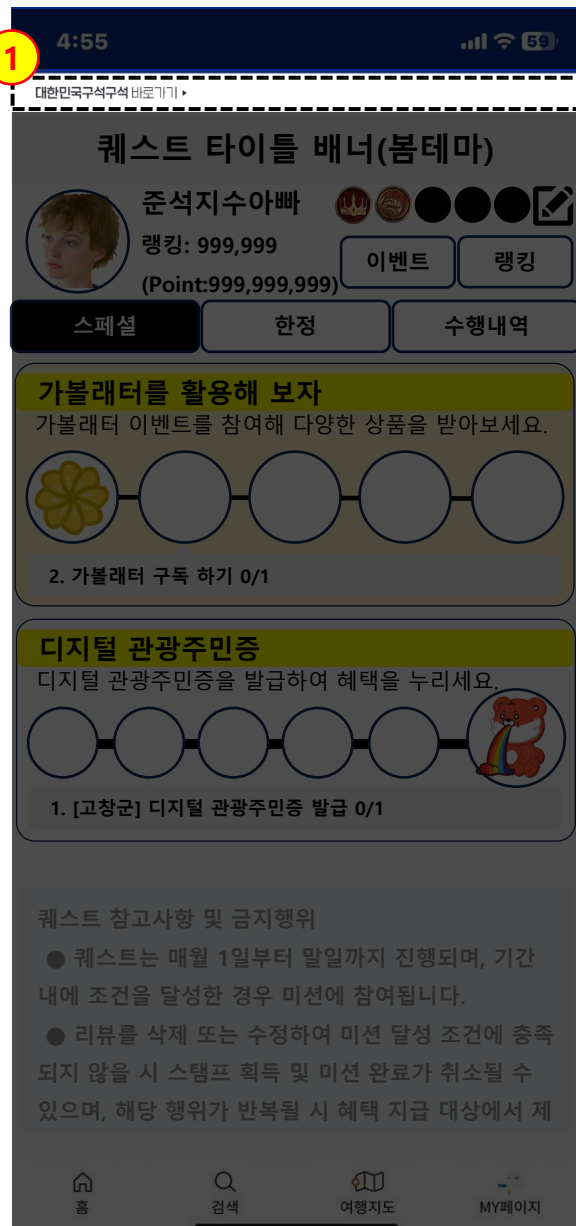 1
4:55
59
대한민국구석구석 바로가기 ▸
퀘스트 타이틀 배너(봄테마)
준석지수아빠
랭킹: 999,999
(Point:999,999,999)
이벤트
랭킹
스페셜
한정
수행내역
가볼래터를 활용해 보자
가볼래터 이벤트를 참여해 다양한 상품을 받아보세요.
2. 가볼래터 구독 하기 0/1
디지털 관광주민증
디지털 관광주민증을 발급하여 혜택을 누리세요.
1. [고창군] 디지털 관광주민증 발급 0/1
퀘스트 참고사항 및 금지행위
● 퀘스트는 매월 1일부터 말일까지 진행되며, 기간
내에 조건을 달성한 경우 미션에 참여됩니다.
● 리뷰를 삭제 또는 수정하여 미션 달성 조건에 충족
되지 않을 시 스탬프 획득 및 미션 완료가 취소될 수
있으며, 해당 행위가 반복될 시 혜택 지급 대상에서 제
홈
검색
여행지도
MY페이지